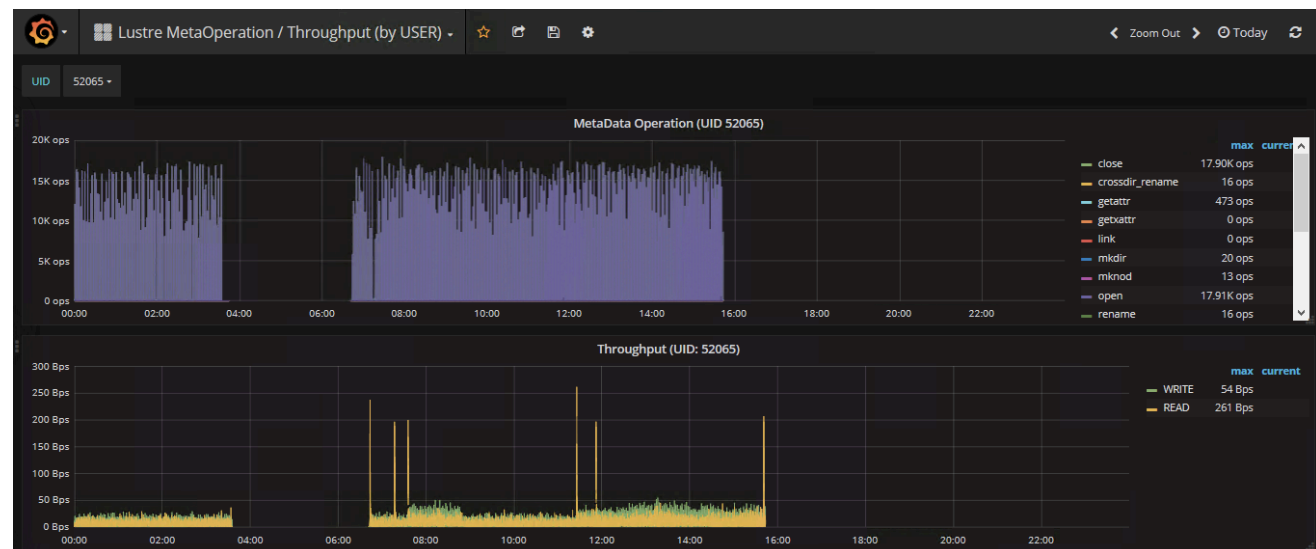 Lustre MetaOperation / Throughput (by USER)
Zoom Out Today
UID 52065
MetaData Operation (UID 52065)
20K ops
15K ops
10K ops
5K ops
0 ops
00:00 02:00 04:00 06:00 08:00 10:00 12:00 14:00 16:00 18:00 20:00 22:00
max curren
close 17.90K ops
crossdir_rename 16 ops
getattr 473 ops
getxattr 0 ops
link 0 ops
mkdir 20 ops
mknod 13 ops
open 17.91K ops
rename 16 ops
Throughput (UID: 52065)
300 Bps
250 Bps
200 Bps
150 Bps
100 Bps
50 Bps
0 Bps
00:00 02:00 04:00 06:00 08:00 10:00 12:00 14:00 16:00 18:00 20:00 22:00
max current
WRITE 54 Bps
READ 261 Bps